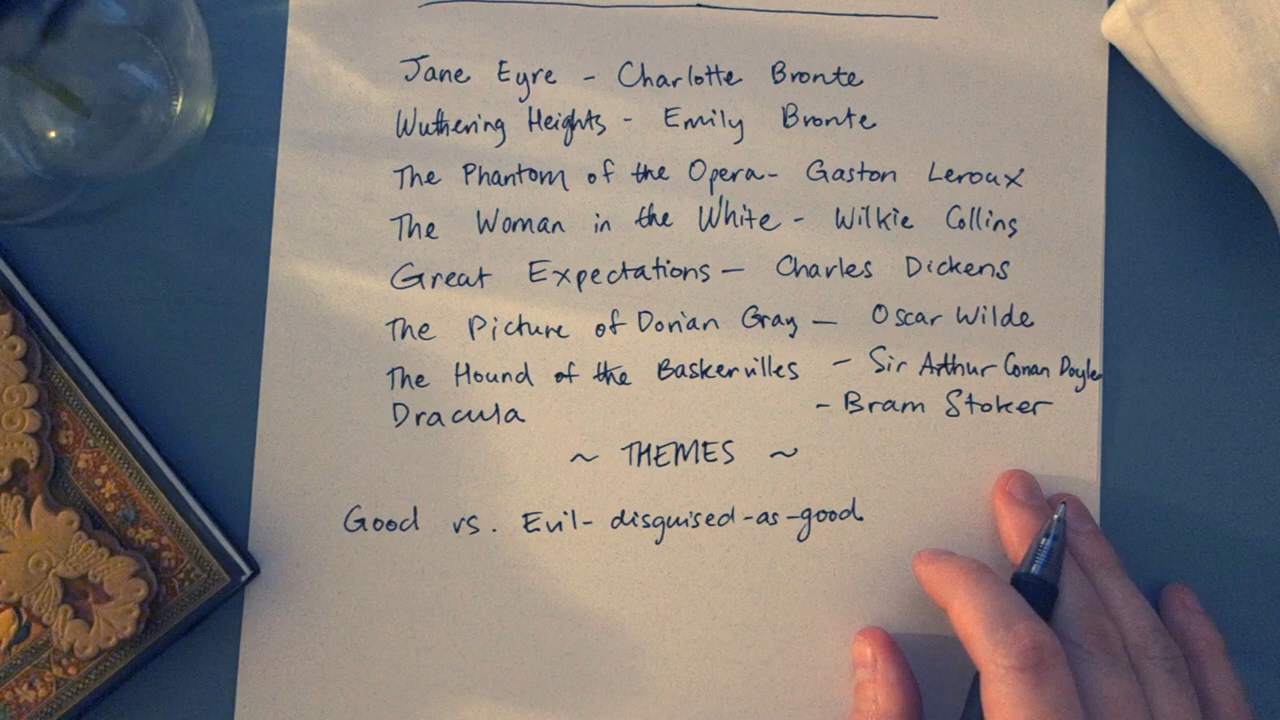 Jane Eyre - Charlotte Bronte
Wuthering Heights - Emily Bronte
The Phantom of the Opera - Gaston Leroux
The Woman in the White - Wilkie Collins
Great Expectations - Charles Dickens
The Picture of Dorian Gray - Oscar Wilde
The Hound of the Baskervilles - Sir Arthur Conan Doyle
Dracula - Bram Stoker
~ THEMES ~
Good vs. Evil-disguised-as-good